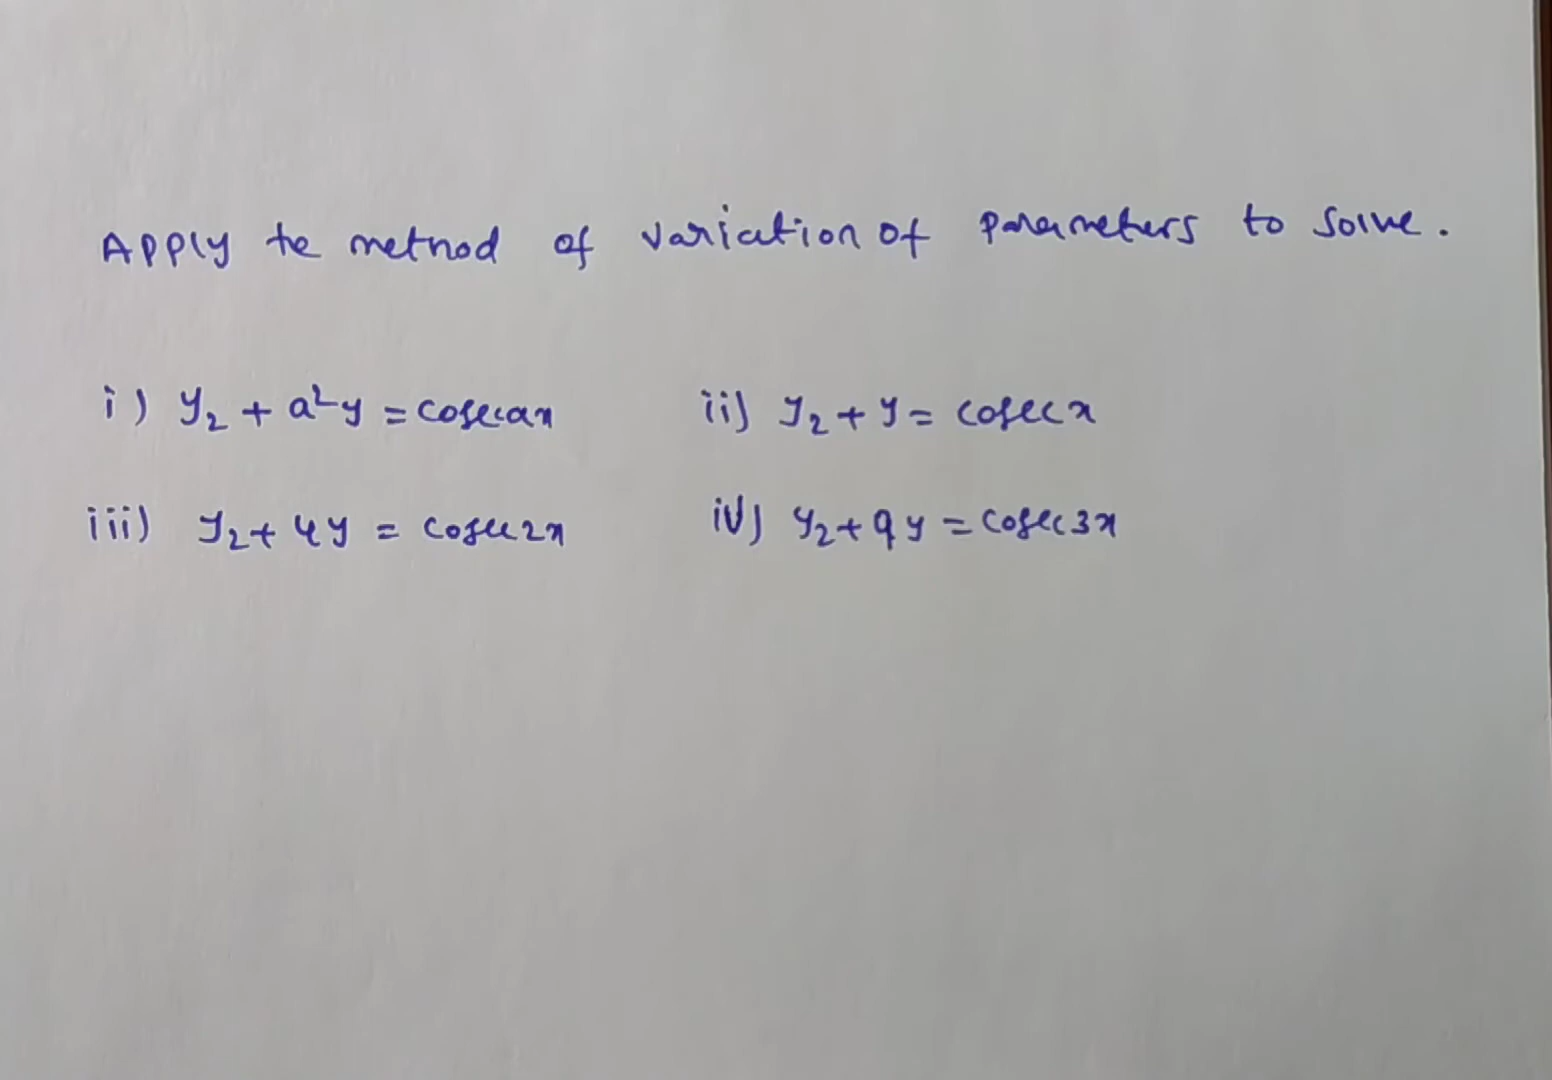 Apply te method of variation of parameters to solve.
i) y₂ + a²y = cosecax ii) y₂ + y = cosecx
iii) y₂ + 4y = cosec2x iv) y₂ + 9y = cosec3x